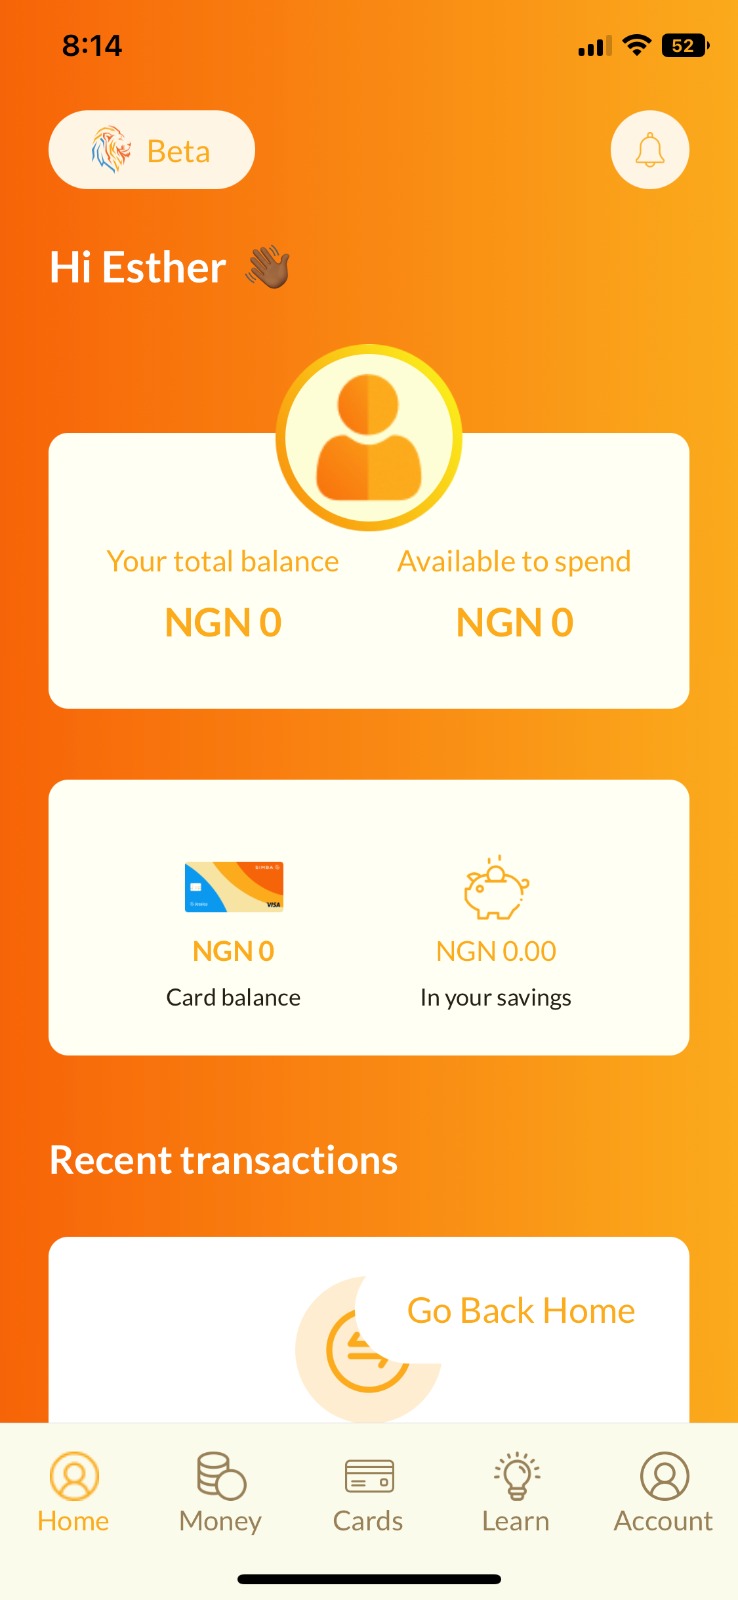 8:14
52
Beta
Hi Esther
Your total balance
Available to spend
NGN 0
NGN 0
SIMBA
VISA
NGN 0
NGN 0.00
Card balance
In your savings
Recent transactions
Go Back Home
Home
Money
Cards
Learn
Account